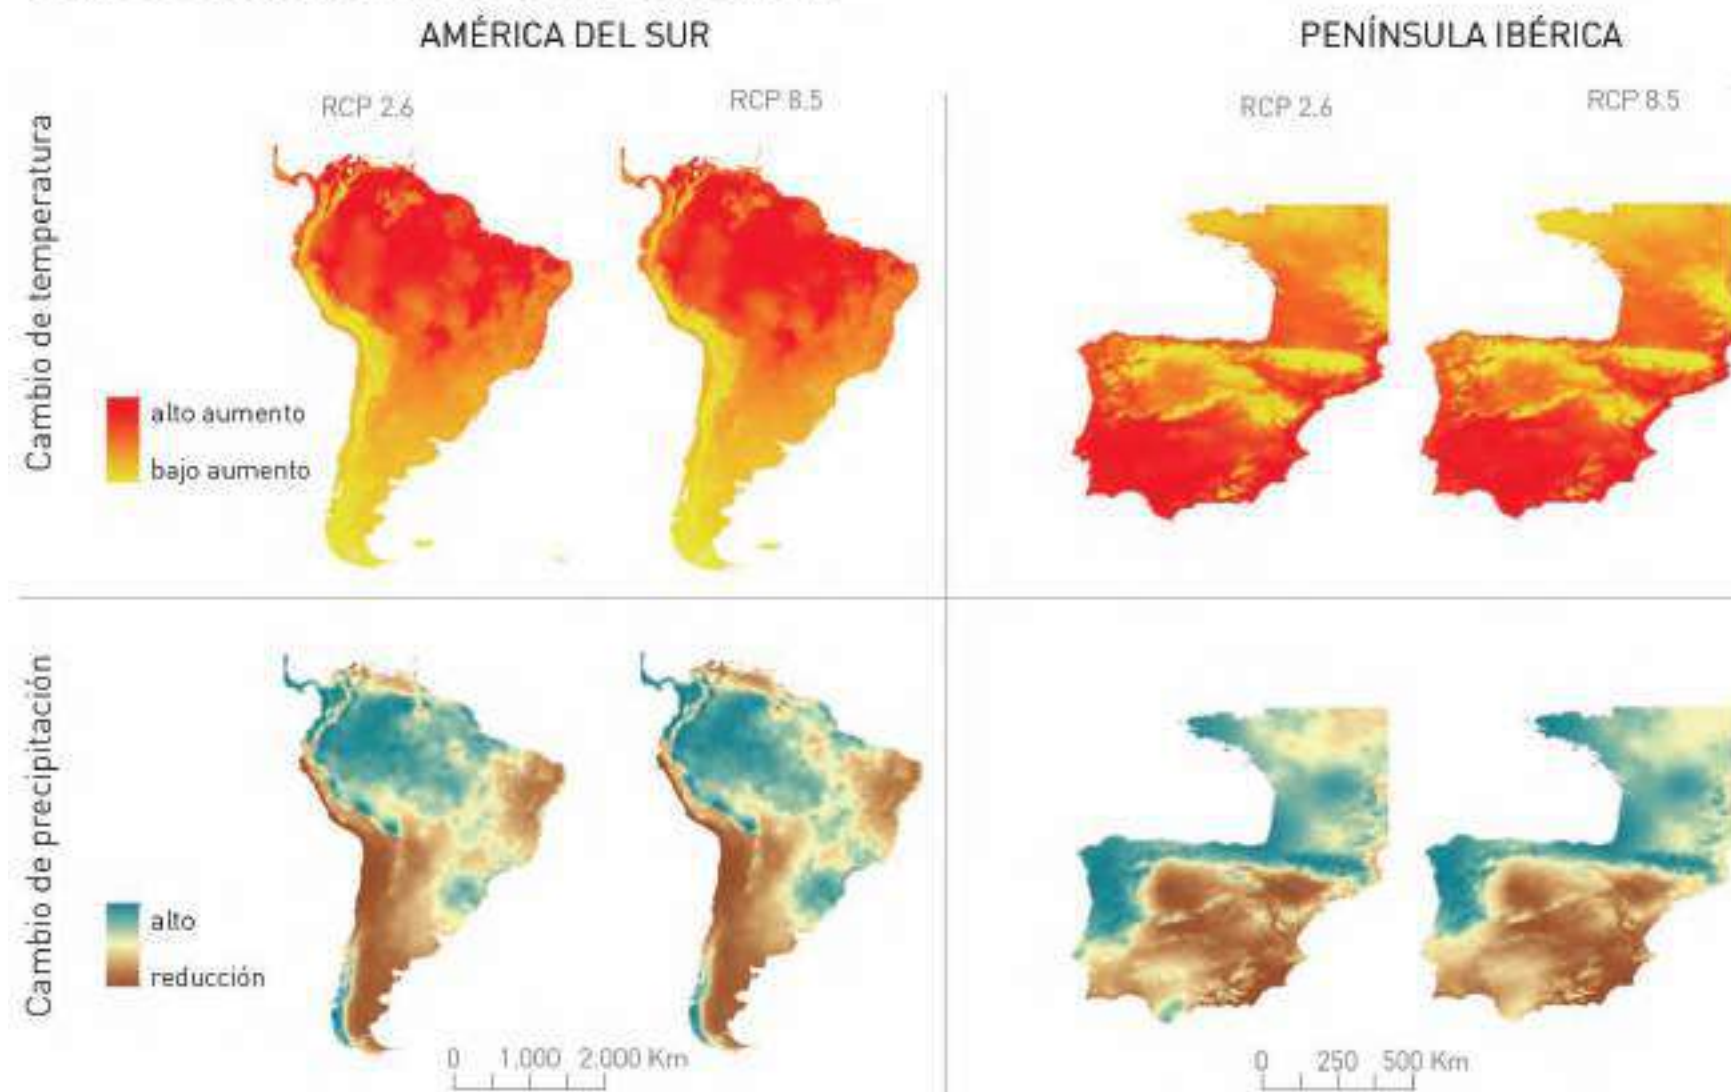 AMÉRICA DEL SUR
PENÍNSULA IBÉRICA
RCP 2.6
RCP 8.5
RCP 2.6
RCP 8.5
Cambio de temperatura
alto aumento
bajo aumento
Cambio de precipitación
alto
reducción
0 1.000 2.000 Km
0 250 500 Km